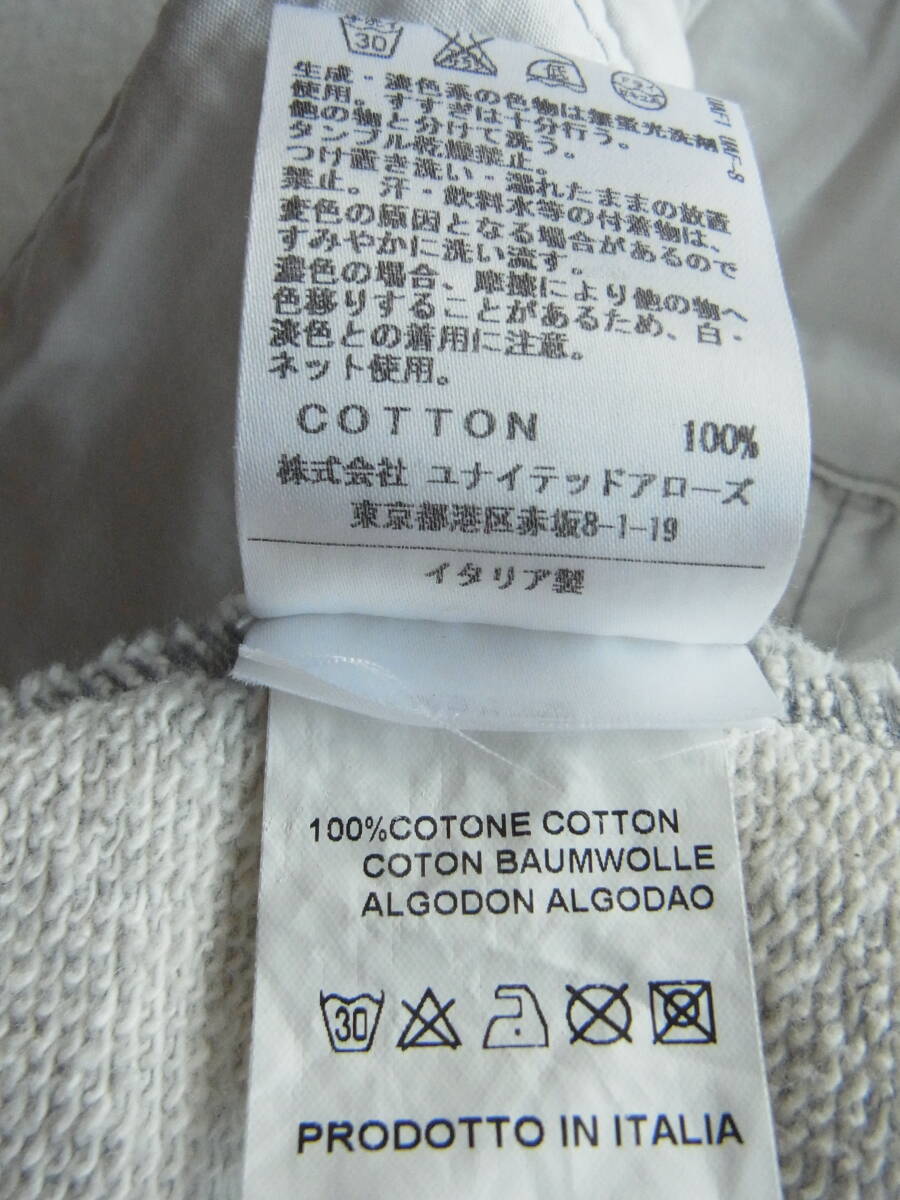 30
生成・淡色系の色物は無蛍光洗剤
使用。すすぎは十分行う。
他の物と分けて洗う。
タンブル乾燥禁止。
つけ置き洗い・濡れたままの放置
禁止。汗・飲料水等の付着物は、
変色の原因となる場合があるので
すみやかに洗い流す。
濃色の場合、摩擦により他の物へ
色移りすることがあるため、白・
淡色との着用に注意。
ネット使用。
COTTON 100%
株式会社 ユナイテッドアローズ
東京都港区赤坂8-1-19
イタリア製
100%COTONE COTTON
COTON BAUMWOLLE
ALGODON ALGODAO
30
PRODOTTO IN ITALIA